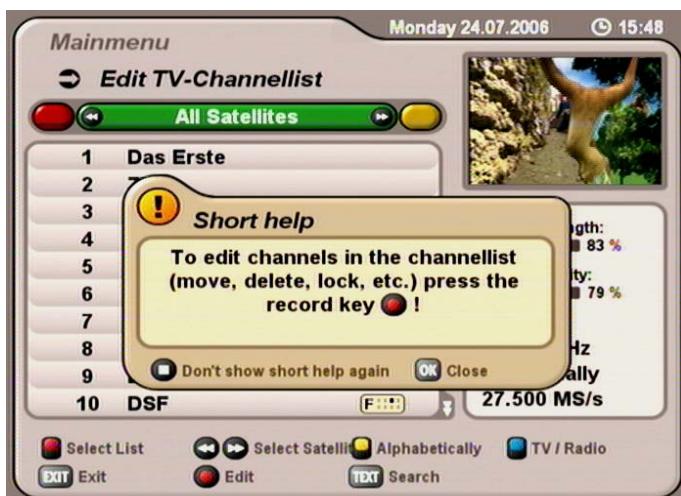 Monday 24.07.2006 15:48
Mainmenu
Edit TV-Channellist
All Satellites
1 Das Erste
2
3
4
5
6
7
8
9
10 DSF F
Short help
To edit channels in the channellist
(move, delete, lock, etc.) press the
record key !
Don't show short help again OK Close
83 %
79 %
27.500 MS/s
Select List Select Alphabetically TV / Radio
EXIT Exit Edit TEXT Search